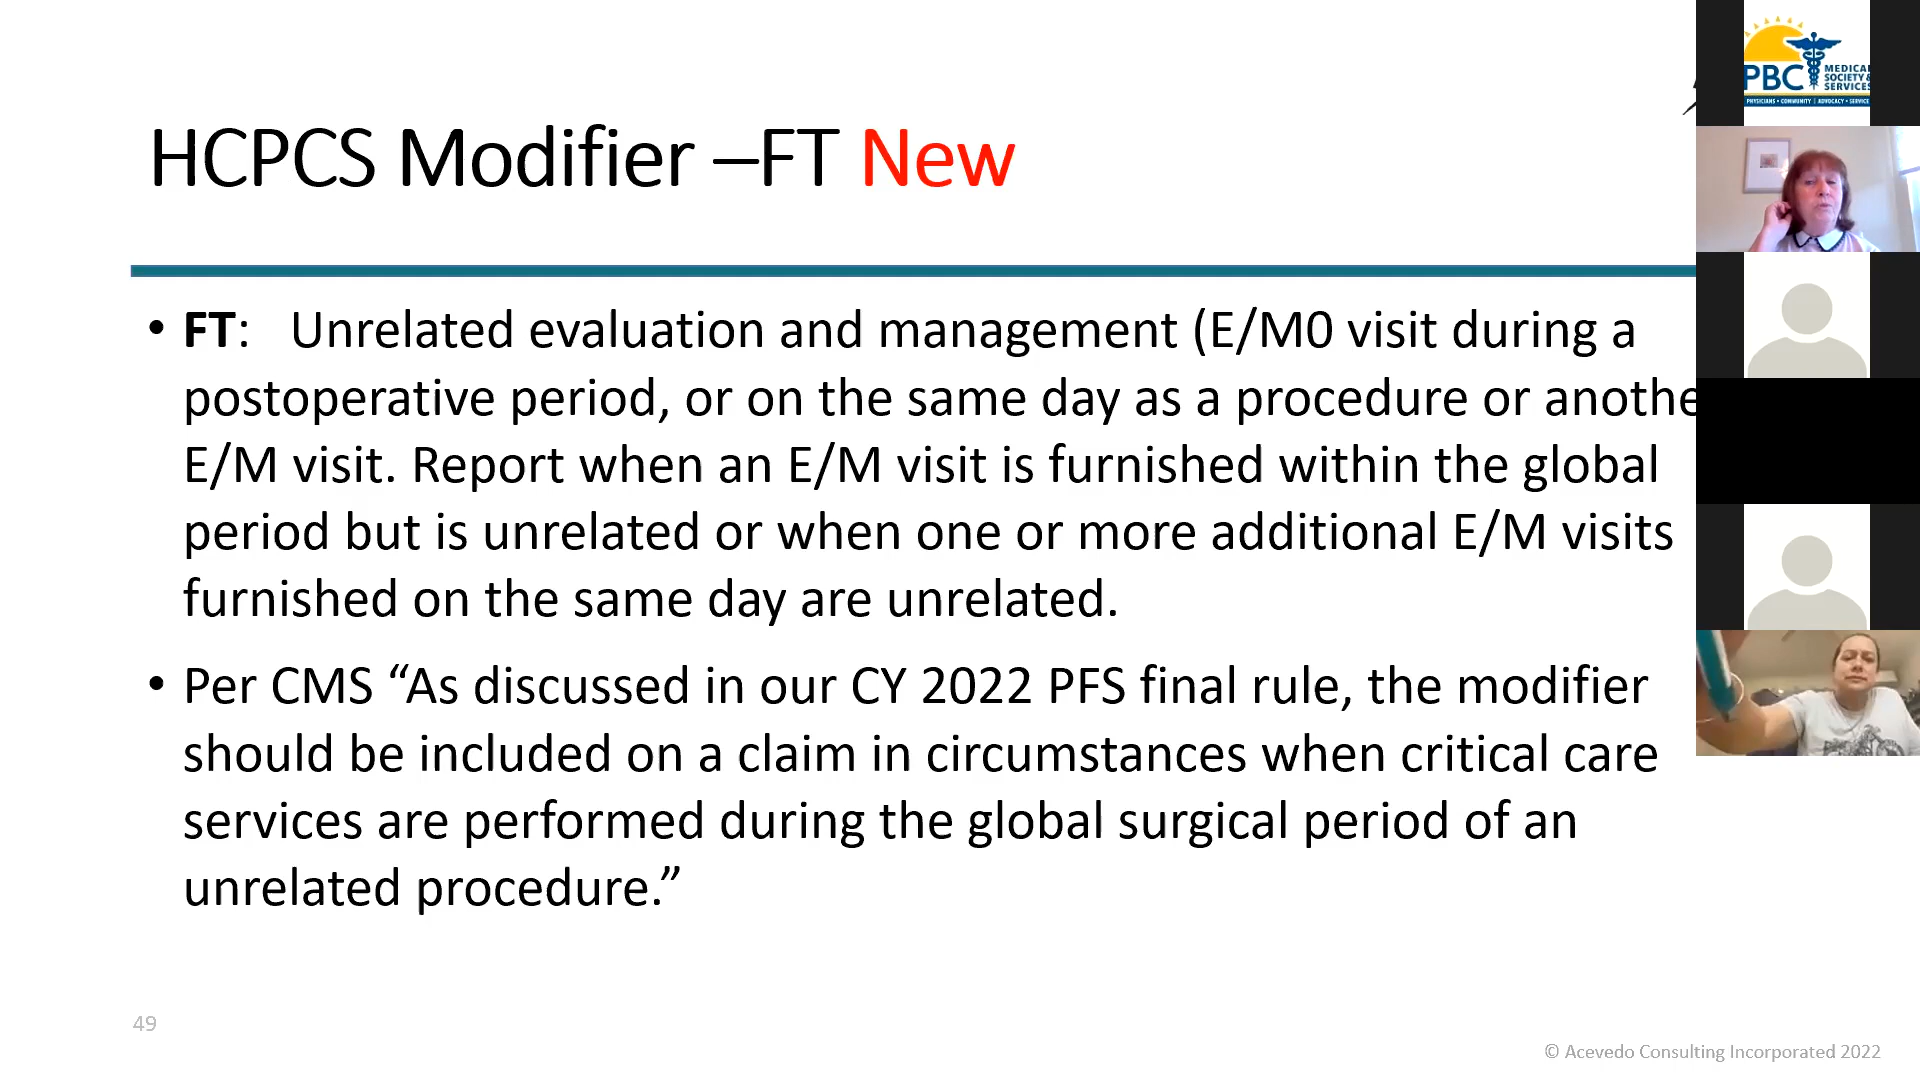 HCPCS Modifier –FT New
• FT:   Unrelated evaluation and management (E/M0 visit during a
postoperative period, or on the same day as a procedure or anothe
E/M visit. Report when an E/M visit is furnished within the global
period but is unrelated or when one or more additional E/M visits
furnished on the same day are unrelated.
• Per CMS “As discussed in our CY 2022 PFS final rule, the modifier
should be included on a claim in circumstances when critical care
services are performed during the global surgical period of an
unrelated procedure.”
49
© Acevedo Consulting Incorporated 2022
PBC
MEDICAL
SOCIETY &
SERVICES
PHYSICIANS • COMMUNITY | ADVOCACY • SERVICE